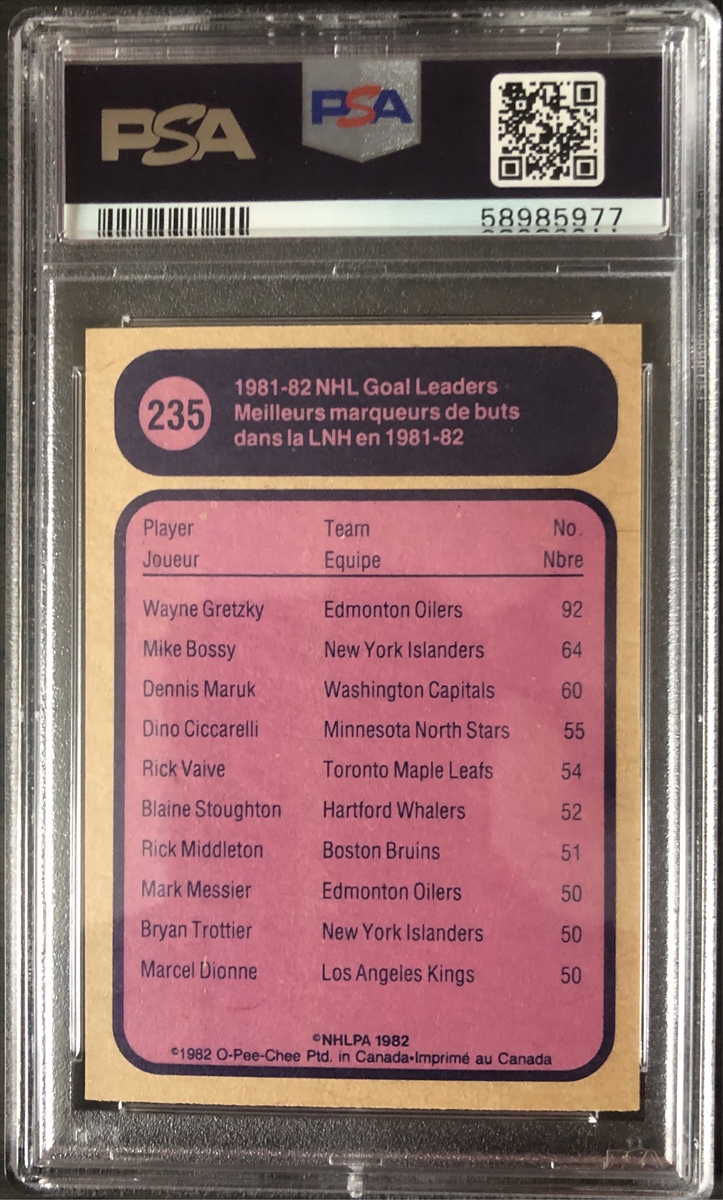 PSA
PSA
58985977
235
1981-82 NHL Goal Leaders
Meilleurs marqueurs de buts
dans la LNH en 1981-82
Player Team No.
Joueur Equipe Nbre
Wayne Gretzky Edmonton Oilers 92
Mike Bossy New York Islanders 64
Dennis Maruk Washington Capitals 60
Dino Ciccarelli Minnesota North Stars 55
Rick Vaive Toronto Maple Leafs 54
Blaine Stoughton Hartford Whalers 52
Rick Middleton Boston Bruins 51
Mark Messier Edmonton Oilers 50
Bryan Trottier New York Islanders 50
Marcel Dionne Los Angeles Kings 50
©NHLPA 1982
©1982 O-Pee-Chee Ptd. in Canada•Imprimé au Canada
PSA